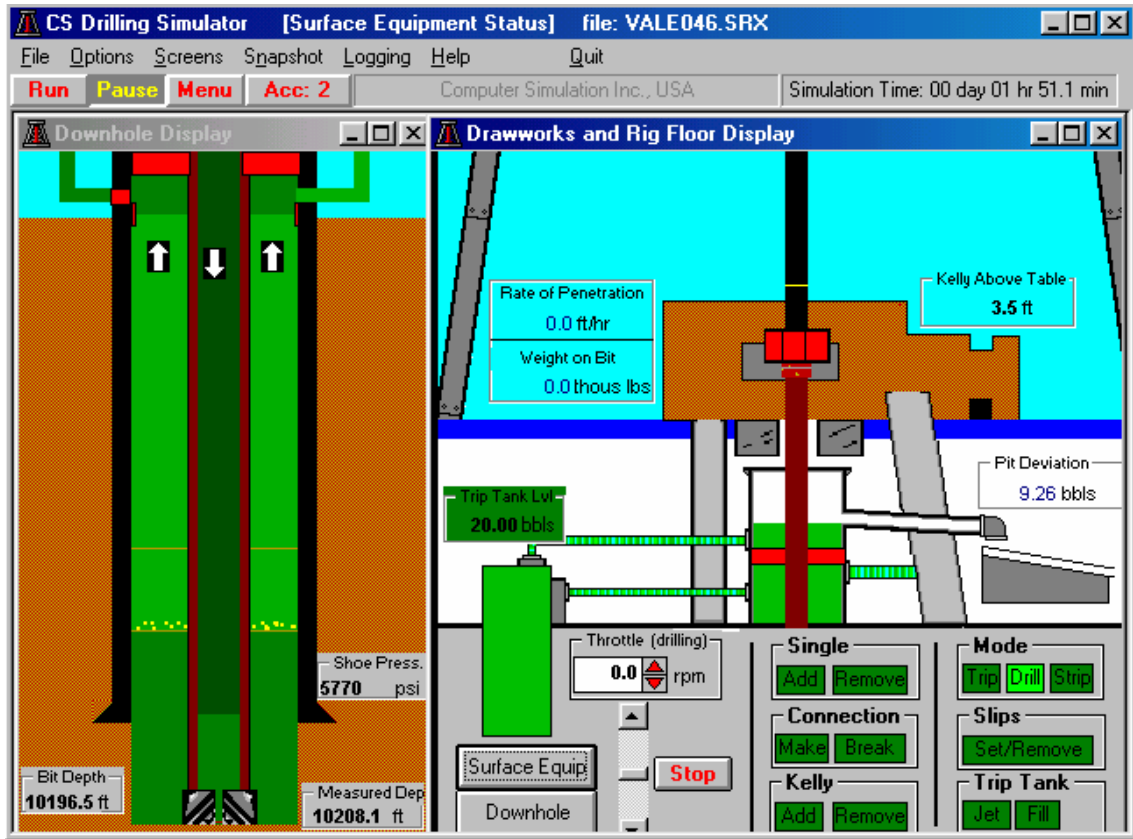 CS Drilling Simulator [Surface Equipment Status] file: VALE046.SRX
File Options Screens Snapshot Logging Help Quit
Run Pause Menu Acc: 2 Computer Simulation Inc., USA Simulation Time: 00 day 01 hr 51.1 min
Downhole Display
Shoe Press.
5770 psi
Bit Depth
10196.5 ft
Measured Dep
10208.1 ft
Drawworks and Rig Floor Display
Rate of Penetration
0.0 ft/hr
Weight on Bit
0.0 thous lbs
Kelly Above Table
3.5 ft
Pit Deviation
9.26 bbls
Trip Tank Lvl
20.00 bbls
Throttle (drilling)
0.0 rpm
Surface Equip
Downhole
Stop
Single
Add Remove
Connection
Make Break
Kelly
Add Remove
Mode
Trip Drill Strip
Slips
Set/Remove
Trip Tank
Jet Fill